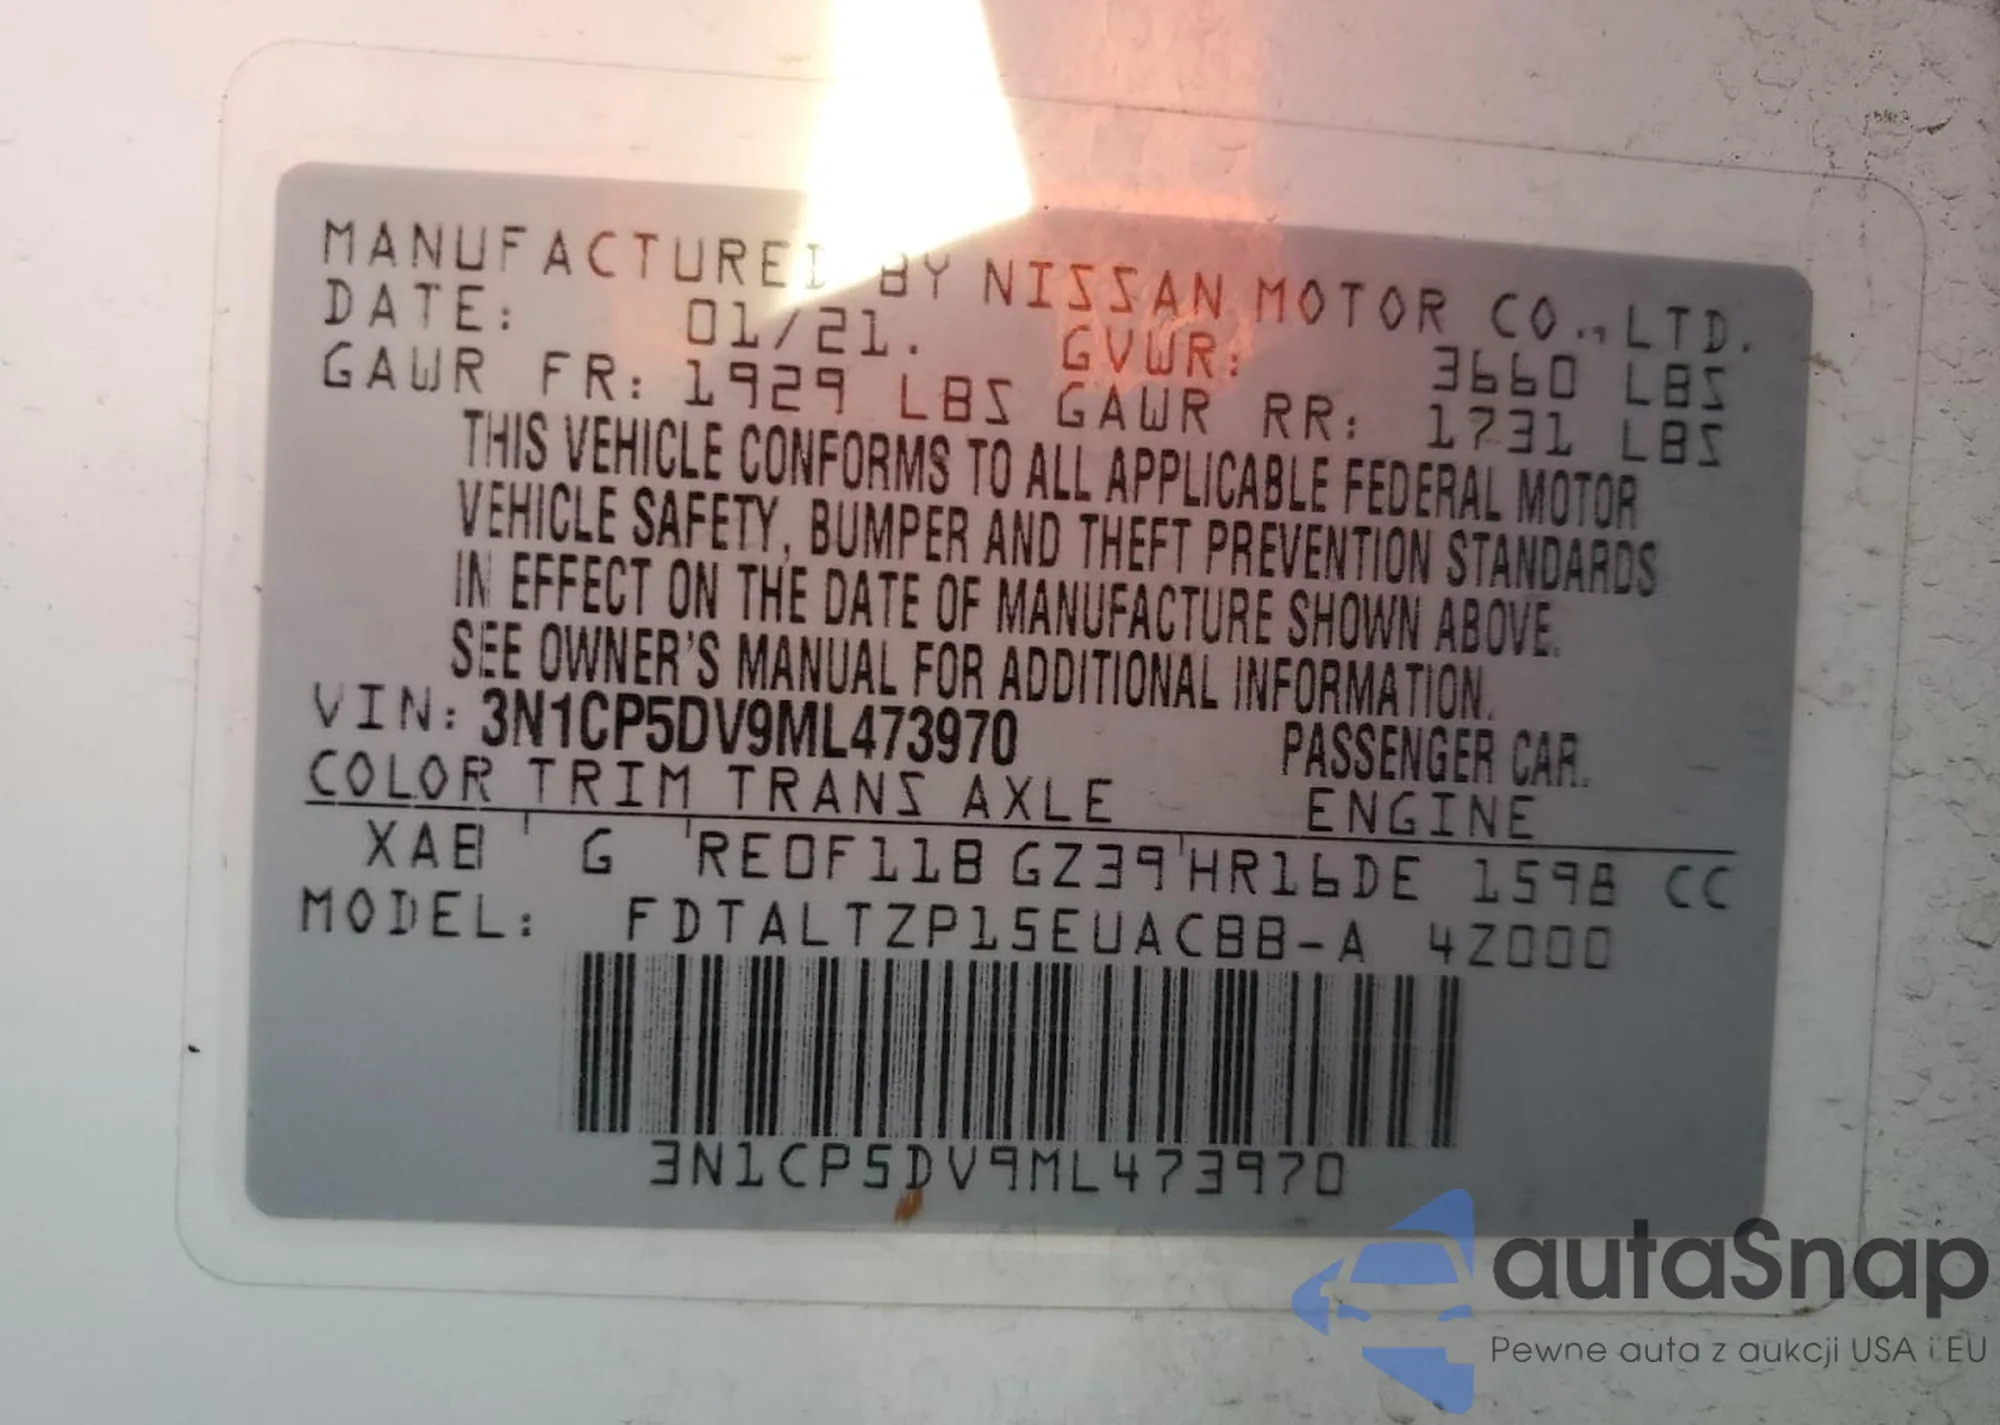 MANUFACTURED BY NISSAN MOTOR CO., LTD.
DATE: 01/21. GVWR: 3660 LBS
GAWR FR: 1929 LBS GAWR RR: 1731 LBS
THIS VEHICLE CONFORMS TO ALL APPLICABLE FEDERAL MOTOR
VEHICLE SAFETY, BUMPER AND THEFT PREVENTION STANDARDS
IN EFFECT ON THE DATE OF MANUFACTURE SHOWN ABOVE.
SEE OWNER'S MANUAL FOR ADDITIONAL INFORMATION.
VIN: 3N1CP5DV9ML473970 PASSENGER CAR.
COLOR TRIM TRANS AXLE ENGINE
XAB G RE0F11B GZ39 HR16DE 1598 CC
MODEL: FDTALTZP15EUACBB-A 4Z000
3N1CP5DV9ML473970
autaSnap
Pewne auta z aukcji USA i EU